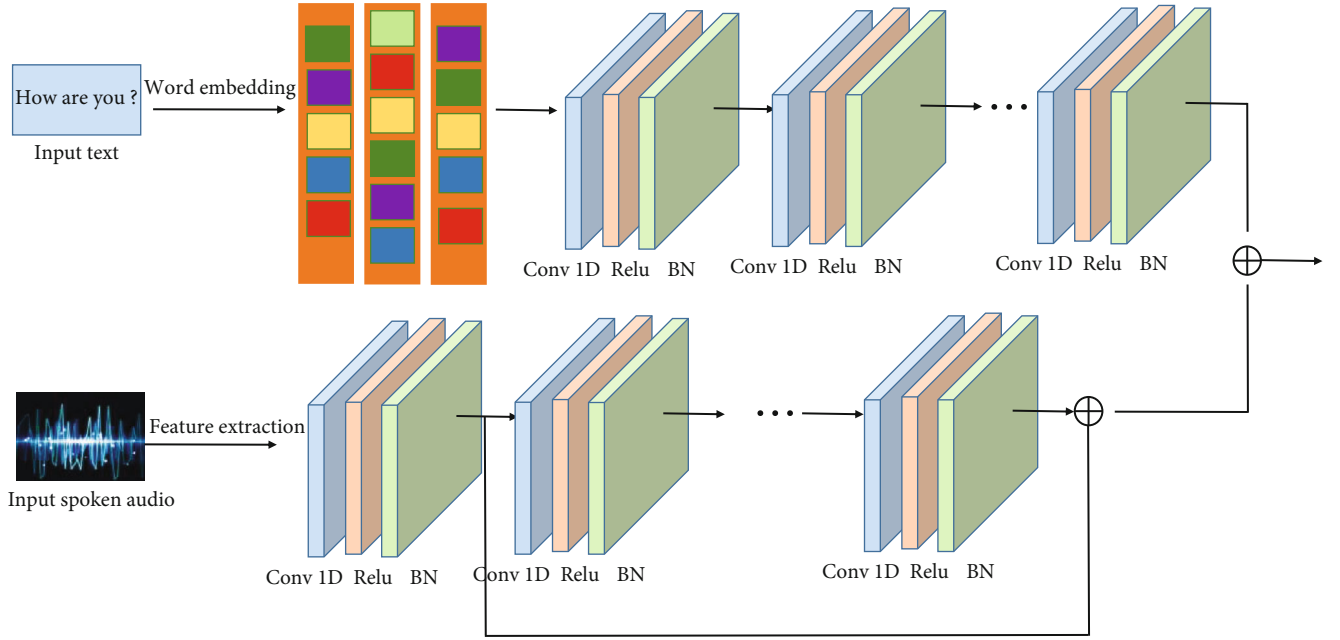 How are you ?
Input text
Word embedding
Conv 1D Relu BN
Conv 1D Relu BN
Conv 1D Relu BN
Input spoken audio
Feature extraction
Conv 1D Relu BN
Conv 1D Relu BN
Conv 1D Relu BN